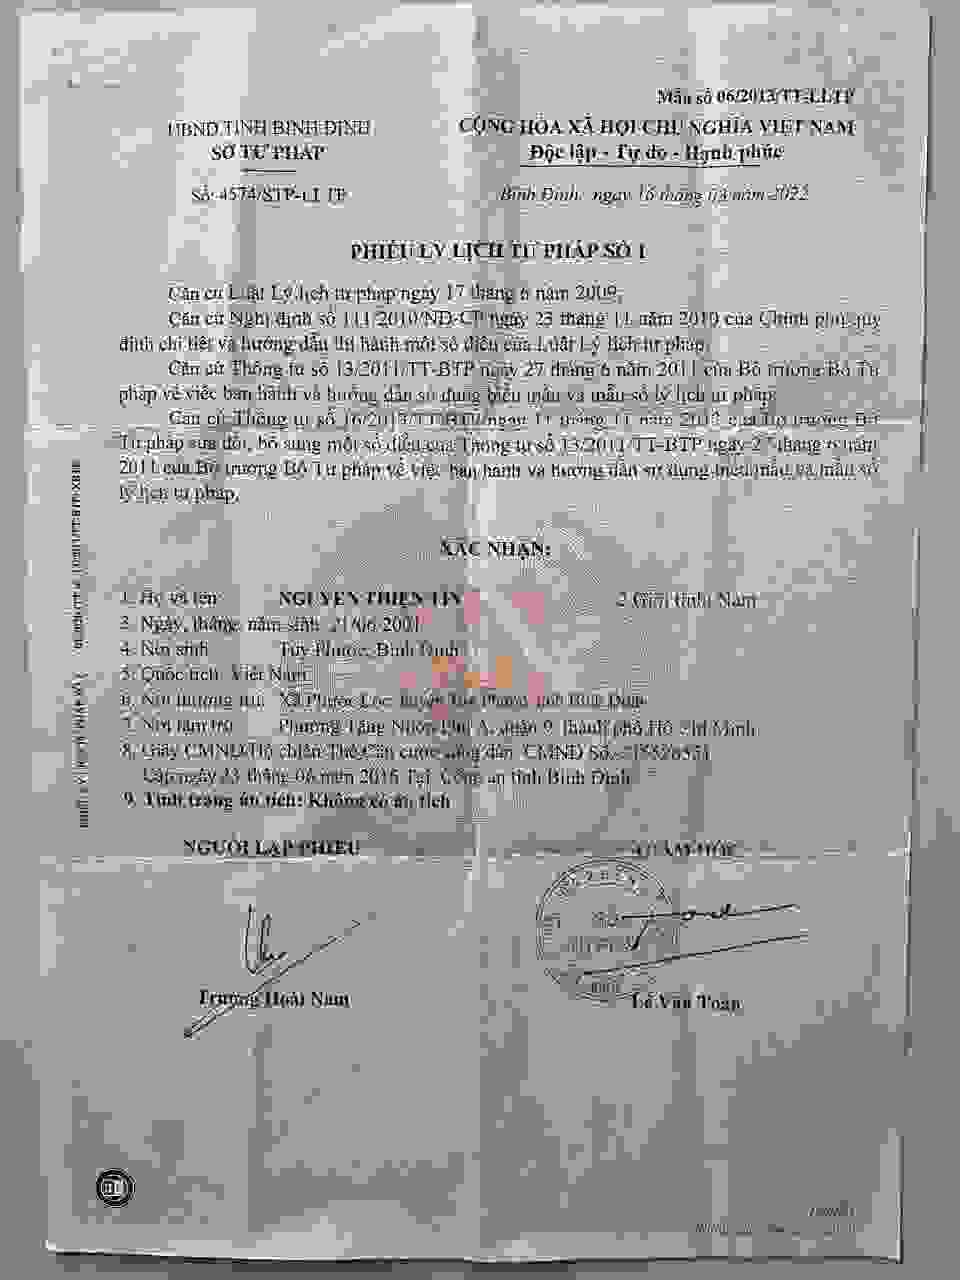 Mẫu số 06/2013/TT-LLTP
UBND TỈNH BÌNH ĐỊNH
SỞ TƯ PHÁP
CỘNG HÒA XÃ HỘI CHỦ NGHĨA VIỆT NAM
Độc lập - Tự do - Hạnh phúc
Số: 4574/STP-LLTP
Bình Định, ngày 16 tháng 03 năm 2022
PHIẾU LÝ LỊCH TƯ PHÁP SỐ 1
Căn cứ Luật Lý lịch tư pháp ngày 17 tháng 6 năm 2009;
Căn cứ Nghị định số 111/2010/NĐ-CP ngày 23 tháng 11 năm 2010 của Chính phủ quy
định chi tiết và hướng dẫn thi hành một số điều của Luật Lý lịch tư pháp;
Căn cứ Thông tư số 13/2011/TT-BTP ngày 27 tháng 6 năm 2011 của Bộ trưởng Bộ Tư
pháp về việc ban hành và hướng dẫn sử dụng biểu mẫu và mẫu sổ lý lịch tư pháp;
Căn cứ Thông tư số 16/2013/TT-BTP ngày 11 tháng 11 năm 2013 của Bộ trưởng Bộ
Tư pháp sửa đổi, bổ sung một số điều của Thông tư số 13/2011/TT-BTP ngày 27 tháng 6 năm
2011 của Bộ trưởng Bộ Tư pháp về việc ban hành và hướng dẫn sử dụng biểu mẫu và mẫu sổ
lý lịch tư pháp,
XÁC NHẬN:
1. Họ và tên NGUYỄN THIỆN 2. Giới tính: Nam
3. Ngày, tháng, năm sinh: 21/06/2001
4. Nơi sinh Tuy Phước, Bình Định
5. Quốc tịch: Việt Nam
6. Nơi thường trú: Xã Phước Lộc, huyện Tuy Phước, tỉnh Bình Định
7. Nơi tạm trú: Phường Tăng Nhơn Phú A, quận 9 Thành phố Hồ Chí Minh
8. Giấy CMND/Hộ chiếu/Thẻ Căn cước công dân: CMND Số:
Cấp ngày 23 tháng 06 năm 2016 Tại: Công an tỉnh Bình Định
9. Tình trạng án tích: Không có án tích
NGƯỜI LẬP PHIẾU
GIÁM ĐỐC
Trương Hoài Nam
Lê Văn Toàn